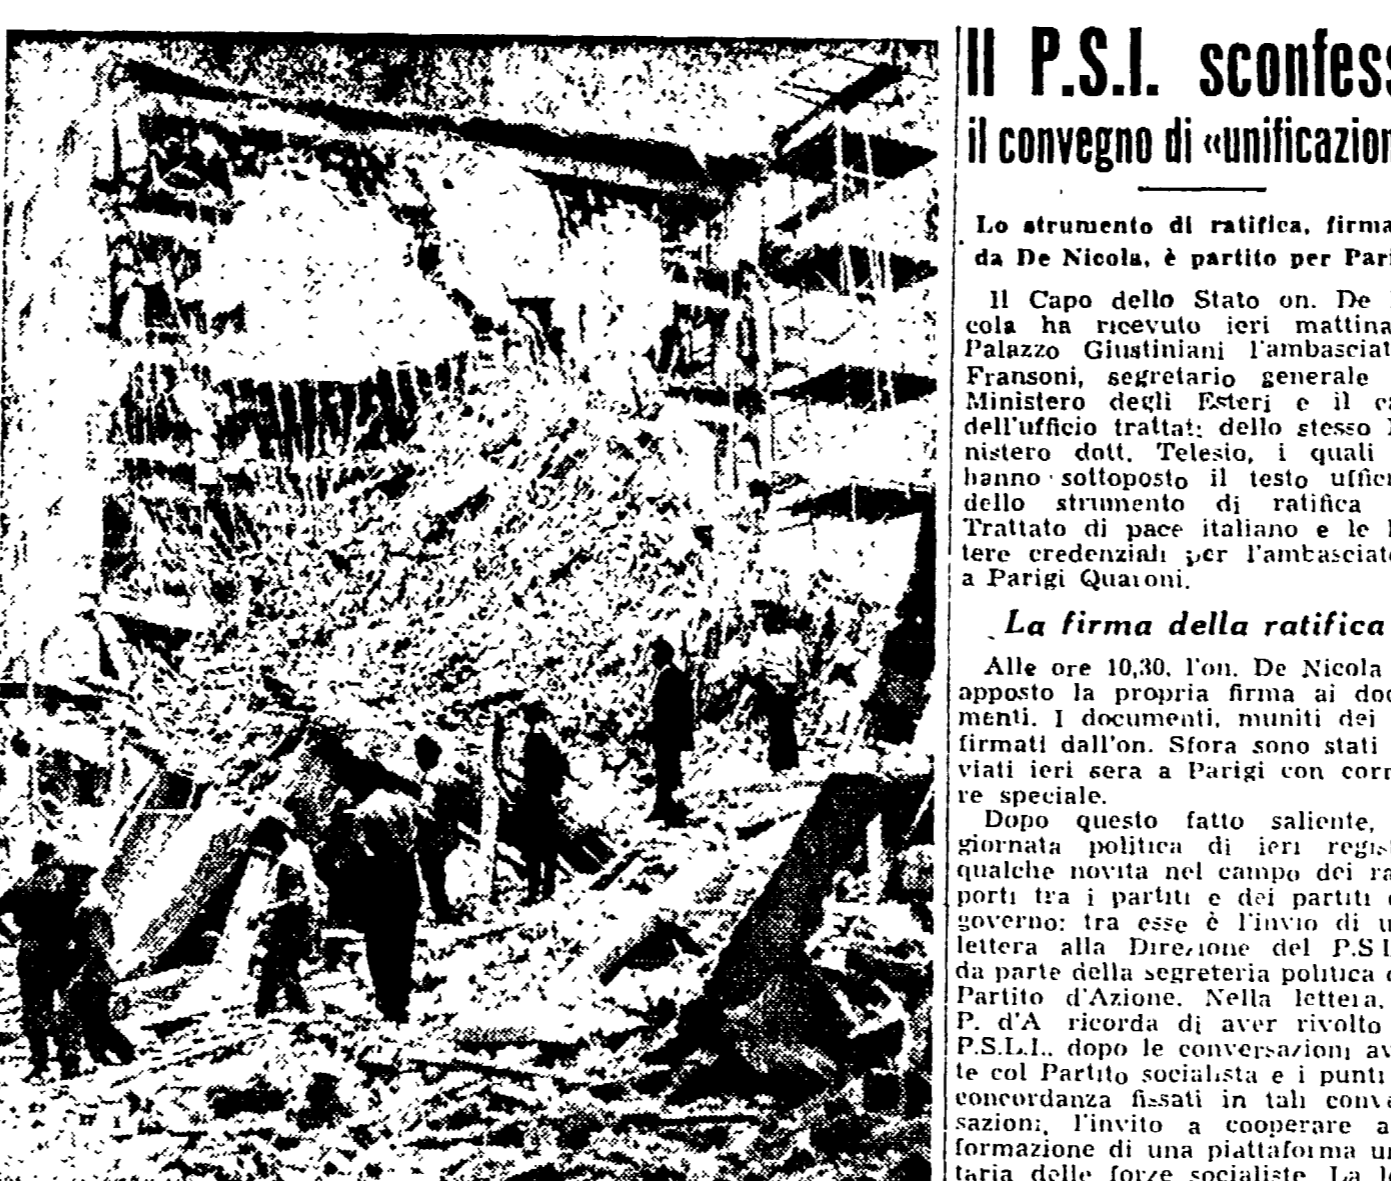 Il P.S.I. sconfess
il convegno di «unificazion
Lo strumento di ratifica, firma
da De Nicola, è partito per Pari
Il Capo dello Stato on. De
cola ha ricevuto ieri mattina
Palazzo Giustiniani l'ambasciat
Fransoni, segretario generale
Ministero degli Esteri e il c
dell'ufficio trattati dello stesso
nistero dott. Telesio, i quali
hanno sottoposto il testo uffici
dello strumento di ratifica
Trattato di pace italiano e le l
tere credenziali per l'ambasciato
a Parigi Quaroni.
La firma della ratifica
Alle ore 10,30, l'on. De Nicola
apposto la propria firma ai doc
menti. I documenti, muniti dei
firmati dall'on. Sfora sono stati
viati ieri sera a Parigi con corr
re speciale.
Dopo questo fatto saliente,
giornata politica di ieri regis
qualche novita nel campo dei ra
porti tra i partiti e dei partiti
governo: tra esse è l'invio di u
lettera alla Direzione del P.S.I.
da parte della segreteria politica
Partito d'Azione. Nella lettera,
P. d'A ricorda di aver rivolto
P.S.L.I., dopo le conversazioni av
te col Partito socialista e i punti
concordanza fissati in tali conve
sazioni, l'invito a cooperare a
formazione di una piattaforma u
taria delle forze socialiste. La l